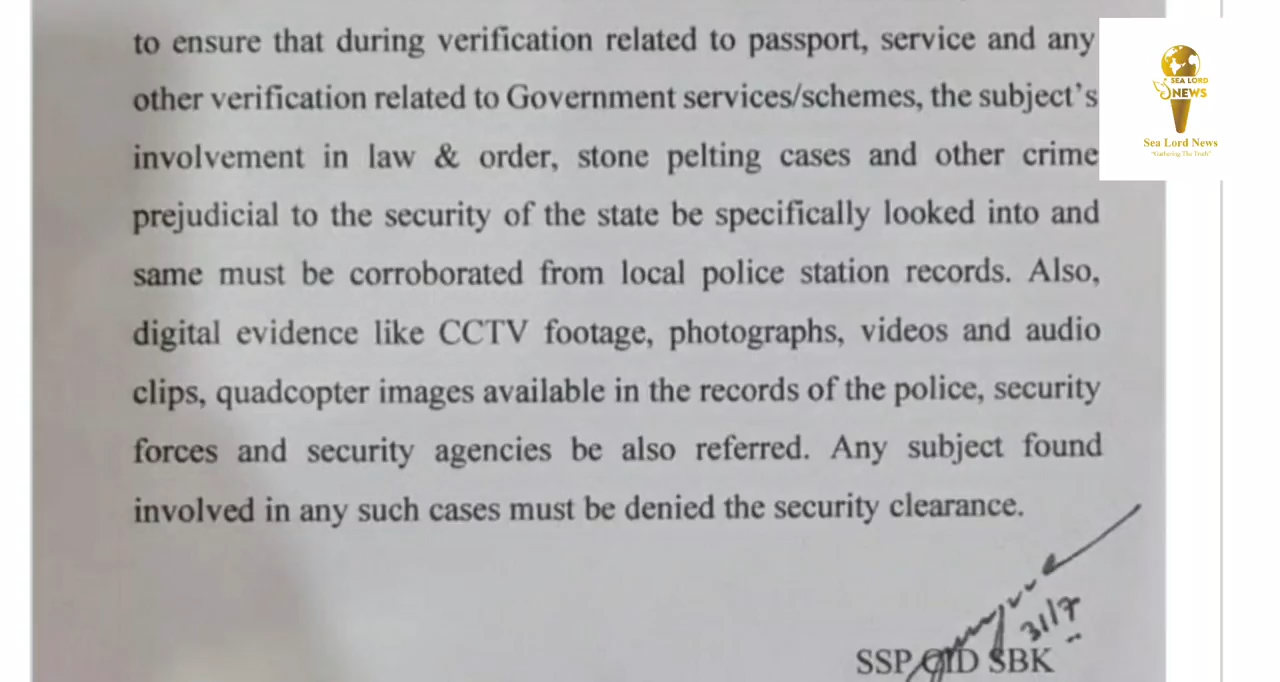 to ensure that during verification related to passport, service and any
other verification related to Government services/schemes, the subject's
involvement in law & order, stone pelting cases and other crime
prejudicial to the security of the state be specifically looked into and
same must be corroborated from local police station records. Also,
digital evidence like CCTV footage, photographs, videos and audio
clips, quadcopter images available in the records of the police, security
forces and security agencies be also referred. Any subject found
involved in any such cases must be denied the security clearance.
31/7
SSP CID SBK
SEA LORD
NEWS
Sea Lord News
"Gathering The Truth"